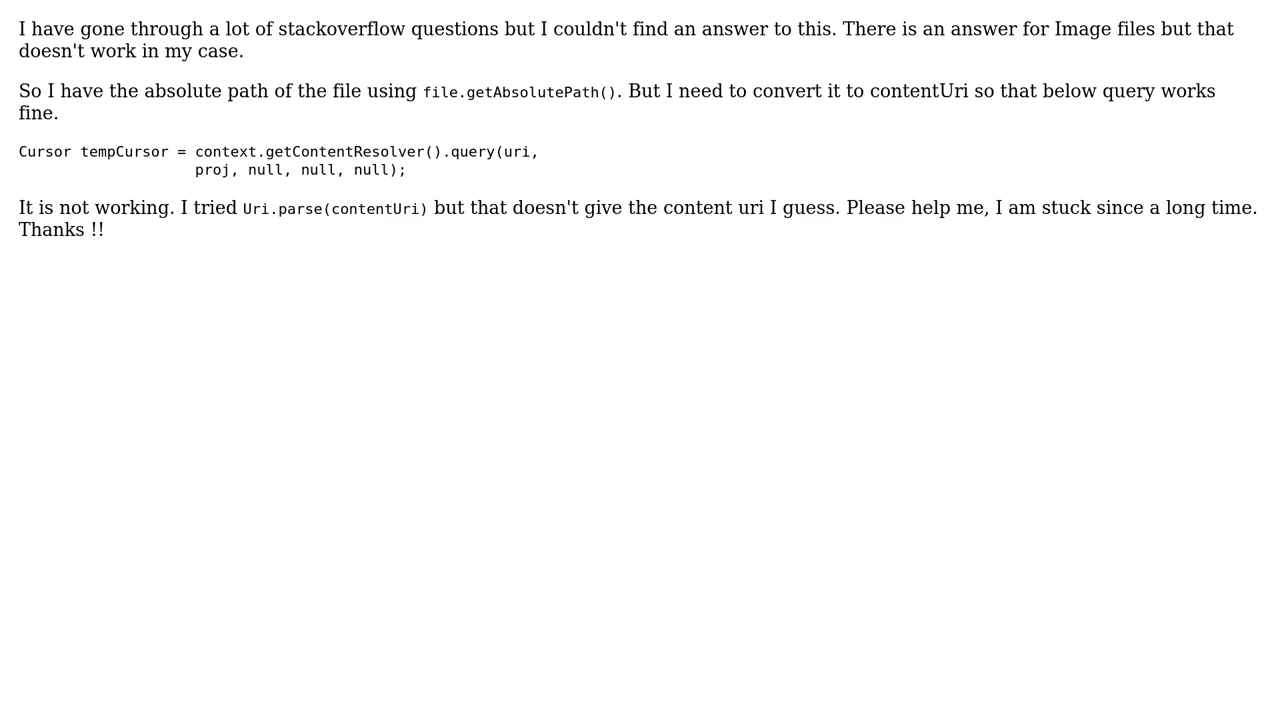 I have gone through a lot of stackoverflow questions but I couldn't find an answer to this. There is an answer for Image files but that
doesn't work in my case.
So I have the absolute path of the file using file.getAbsolutePath(). But I need to convert it to contentUri so that below query works
fine.
Cursor tempCursor = context.getContentResolver().query(uri,
proj, null, null, null);
It is not working. I tried Uri.parse(contentUri) but that doesn't give the content uri I guess. Please help me, I am stuck since a long time.
Thanks !!